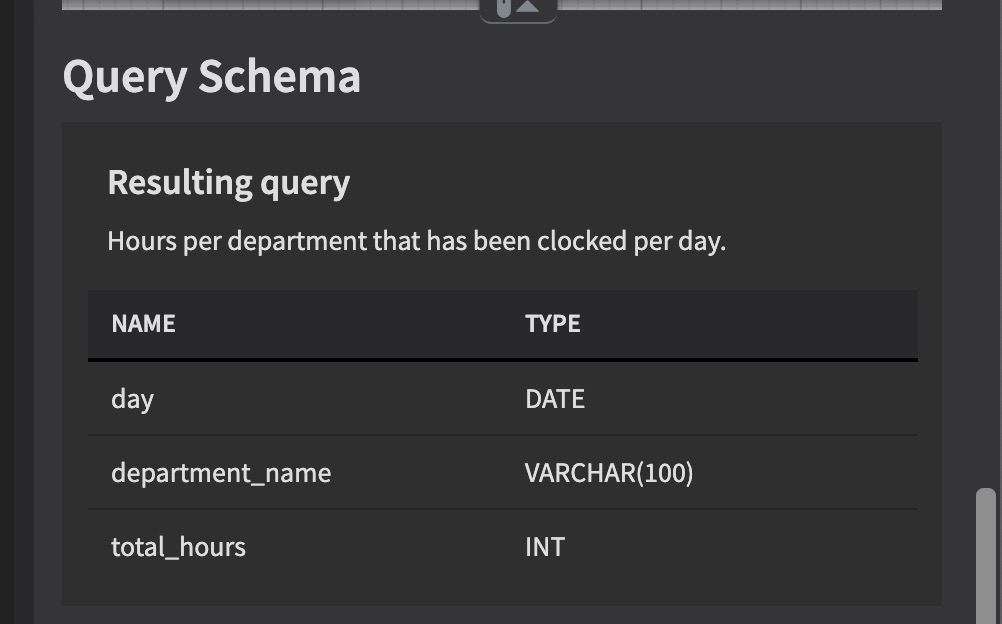 Query Schema
Resulting query
Hours per department that has been clocked per day.
NAME TYPE
day DATE
department_name VARCHAR(100)
total_hours INT